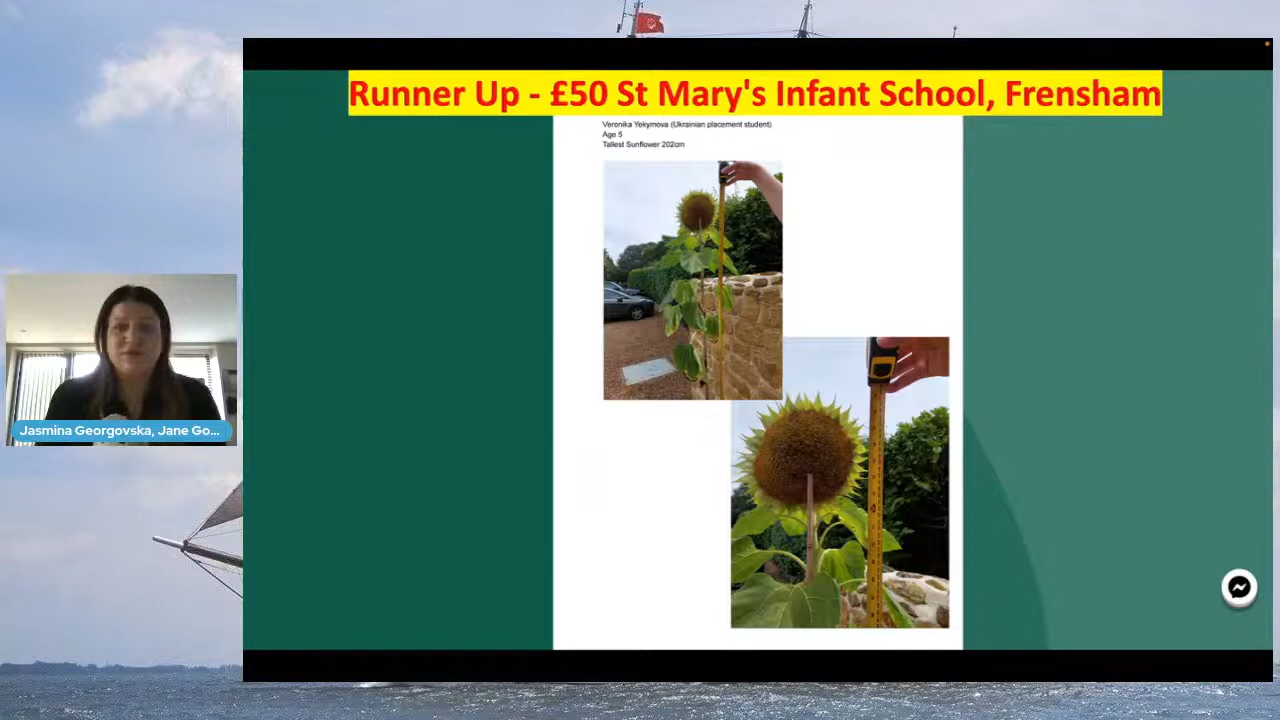 Runner Up - £50 St Mary's Infant School, Frensham
Veronika Yekymova (Ukrainian placement student)
Age 5
Tallest Sunflower 202cm
Jasmina Georgovska, Jane Go...